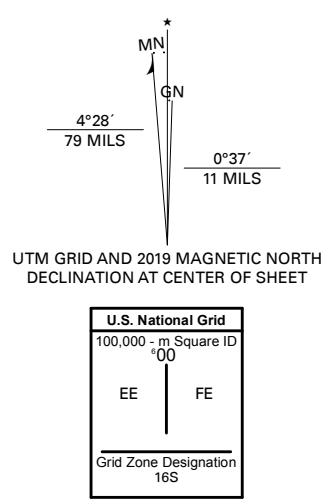 ★
MN
GN
4°28´
79 MILS
0°37´
11 MILS
UTM GRID AND 2019 MAGNETIC NORTH
DECLINATION AT CENTER OF SHEET
U.S. National Grid
100,000 - m Square ID
⁶00
EE FE
Grid Zone Designation
16S